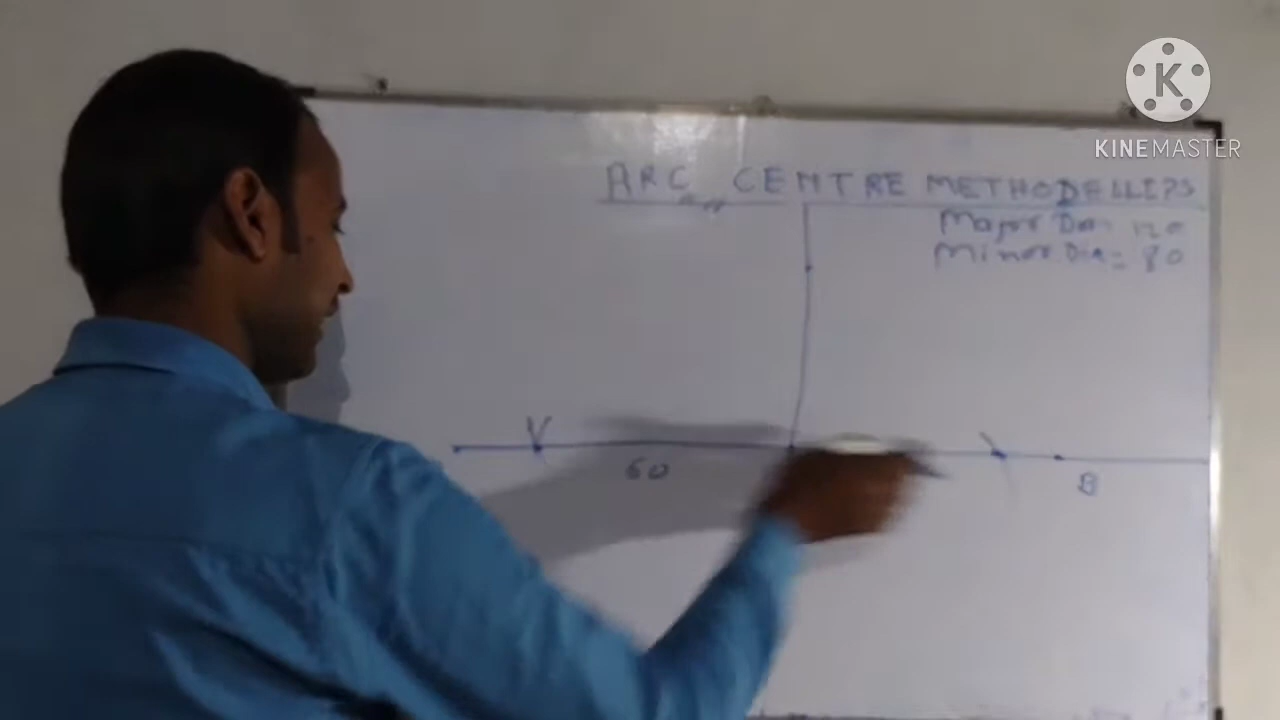 K
KINEMASTER
ARC CENTRE METHOD ELLIPS
Major Dia= 120
Minor Dia= 80
60
B